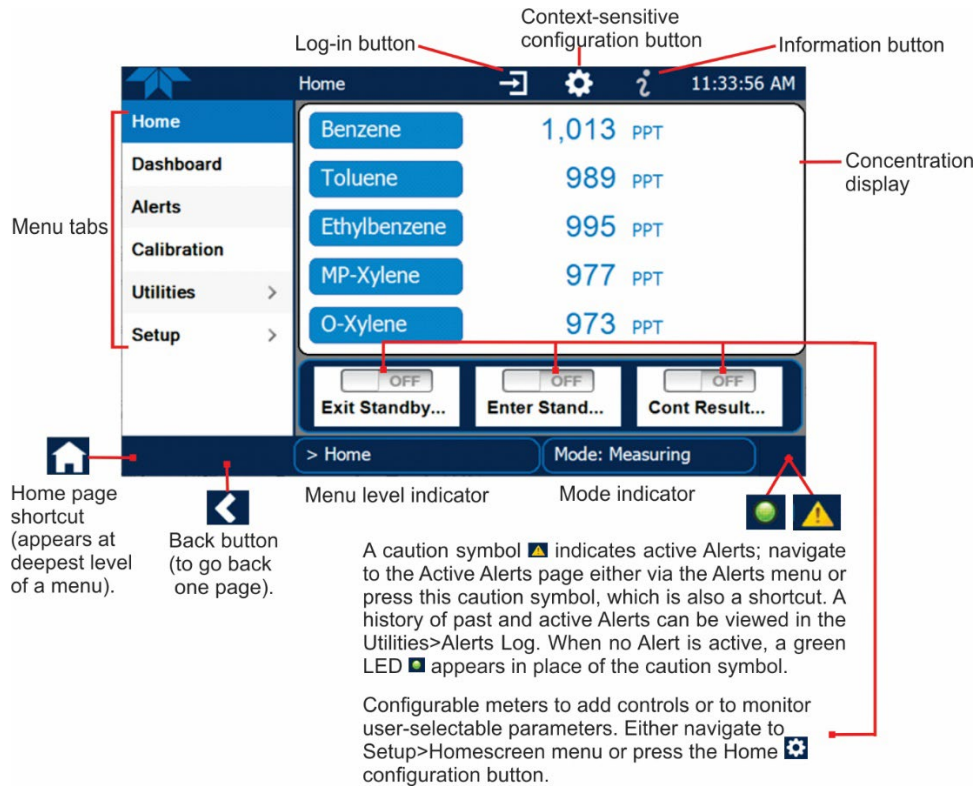 Context-sensitive
configuration button
Log-in button
Information button
Home
11:33:56 AM
Menu tabs
Home
Dashboard
Alerts
Calibration
Utilities >
Setup >
Benzene 1,013 PPT
Toluene 989 PPT
Ethylbenzene 995 PPT
MP-Xylene 977 PPT
O-Xylene 973 PPT
Concentration
display
OFF
Exit Standby...
OFF
Enter Stand...
OFF
Cont Result...
> Home
Mode: Measuring
Home page
shortcut
(appears at
deepest level
of a menu).
Back button
(to go back
one page).
Menu level indicator
Mode indicator
A caution symbol indicates active Alerts; navigate
to the Active Alerts page either via the Alerts menu or
press this caution symbol, which is also a shortcut. A
history of past and active Alerts can be viewed in the
Utilities>Alerts Log. When no Alert is active, a green
LED appears in place of the caution symbol.
Configurable meters to add controls or to monitor
user-selectable parameters. Either navigate to
Setup>Homescreen menu or press the Home
configuration button.